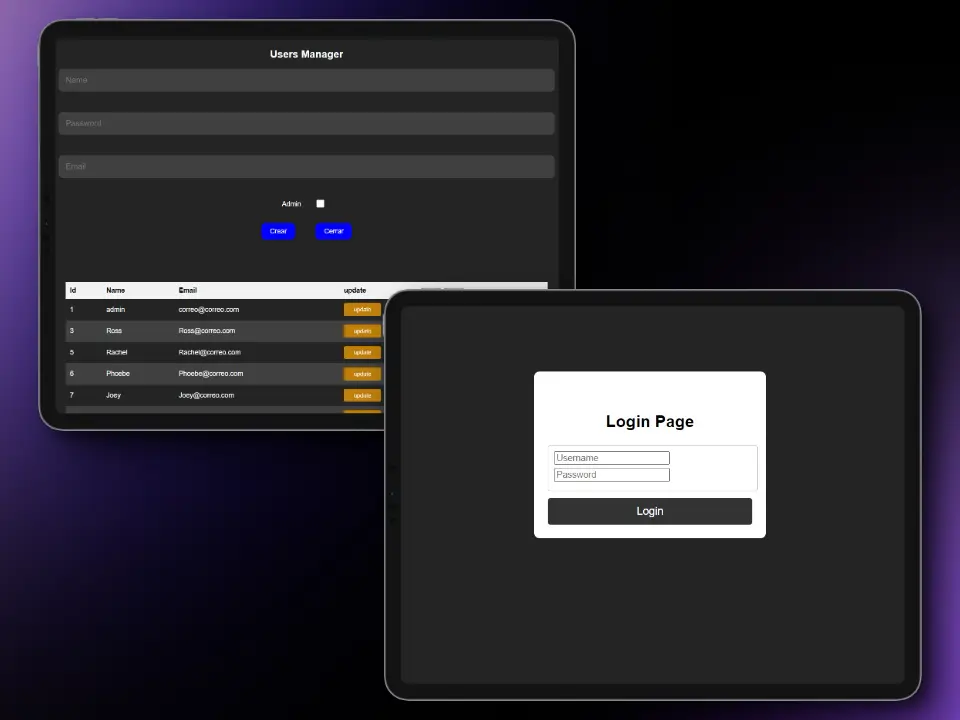 Users Manager
Name
Password
Email
Admin
Crear Cerrar
Id Name Email update
1 admin correo@correo.com update
3 Ross Ross@correo.com update
5 Rachel Rachel@correo.com update
6 Phoebe Phoebe@correo.com update
7 Joey Joey@correo.com update
Login Page
Username
Password
Login